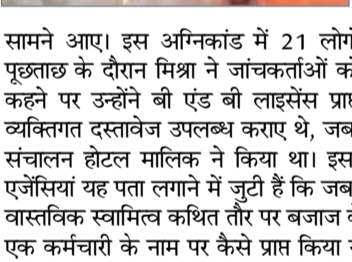 सामने आए। इस अग्निकांड में 21 लोग
पूछताछ के दौरान मिश्रा ने जांचकर्ताओं को
कहने पर उन्होंने बी एंड बी लाइसेंस प्राप्त
व्यक्तिगत दस्तावेज उपलब्ध कराए थे, जब
संचालन होटल मालिक ने किया था। इस
एजेंसियां यह पता लगाने में जुटी हैं कि जब
वास्तविक स्वामित्व कथित तौर पर बजाज
एक कर्मचारी के नाम पर कैसे प्राप्त किया